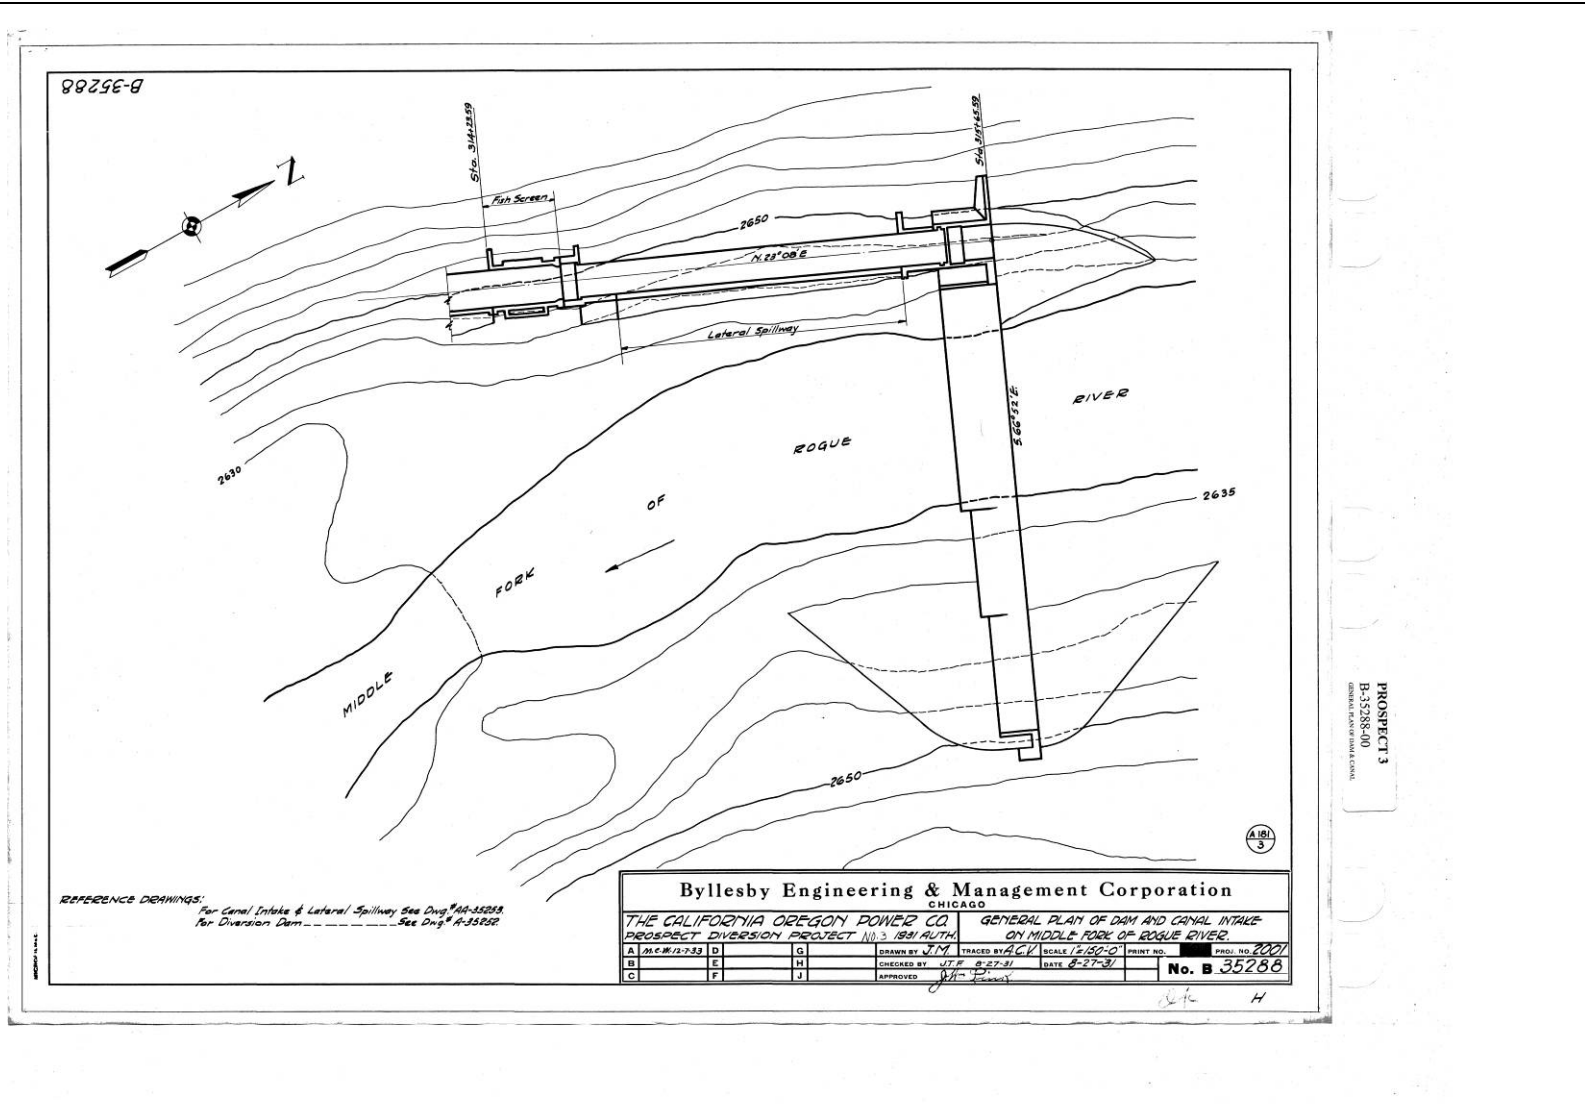 B-35288
Sta. 314+23.59
Sta. 315+65.59
N
Fish Screen
2650
N. 23° 08' E
Lateral Spillway
S. 66° 52' E.
RIVER
ROGUE
OF
FORK
MIDDLE
2630
2635
2650
A 181
3
PROSPECT 3
B-35288-00
GENERAL PLAN OF DAM & CANAL
REFERENCE DRAWINGS:
For Canal Intake & Lateral Spillway See Dwg. # AA-35253.
For Diversion Dam _ _ _ _ _ _ _ _ See Dwg. # A-35252.
Byllesby Engineering & Management Corporation
CHICAGO
THE CALIFORNIA OREGON POWER CO.
PROSPECT DIVERSION PROJECT NO. 3 1931 AUTH.
GENERAL PLAN OF DAM AND CANAL INTAKE
ON MIDDLE FORK OF ROGUE RIVER.
A M.C.W. 12-7-33 D G DRAWN BY J.M. TRACED BY A.C.V. SCALE 1"=150'-0" PRINT NO. PROJ. NO. 2001
B E H CHECKED BY J.T.F 8-27-31 DATE 8-27-31
C F J APPROVED
No. B 35288
H